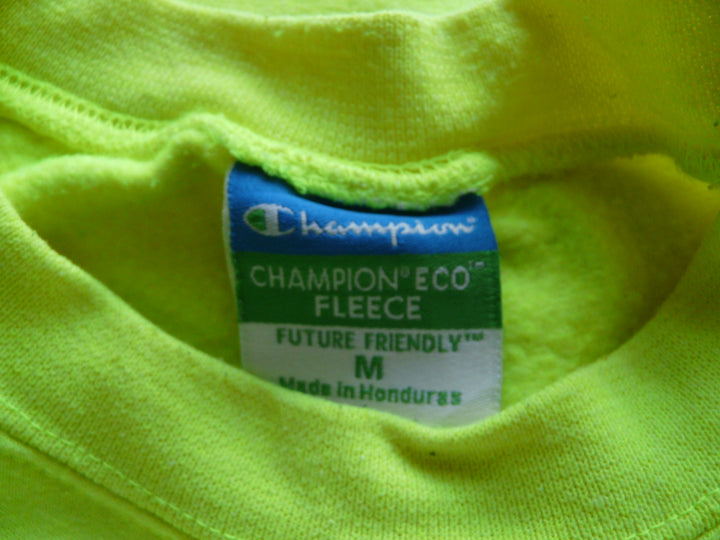 Champion
CHAMPION® ECO™
FLEECE
FUTURE FRIENDLY™
M
Made in Honduras